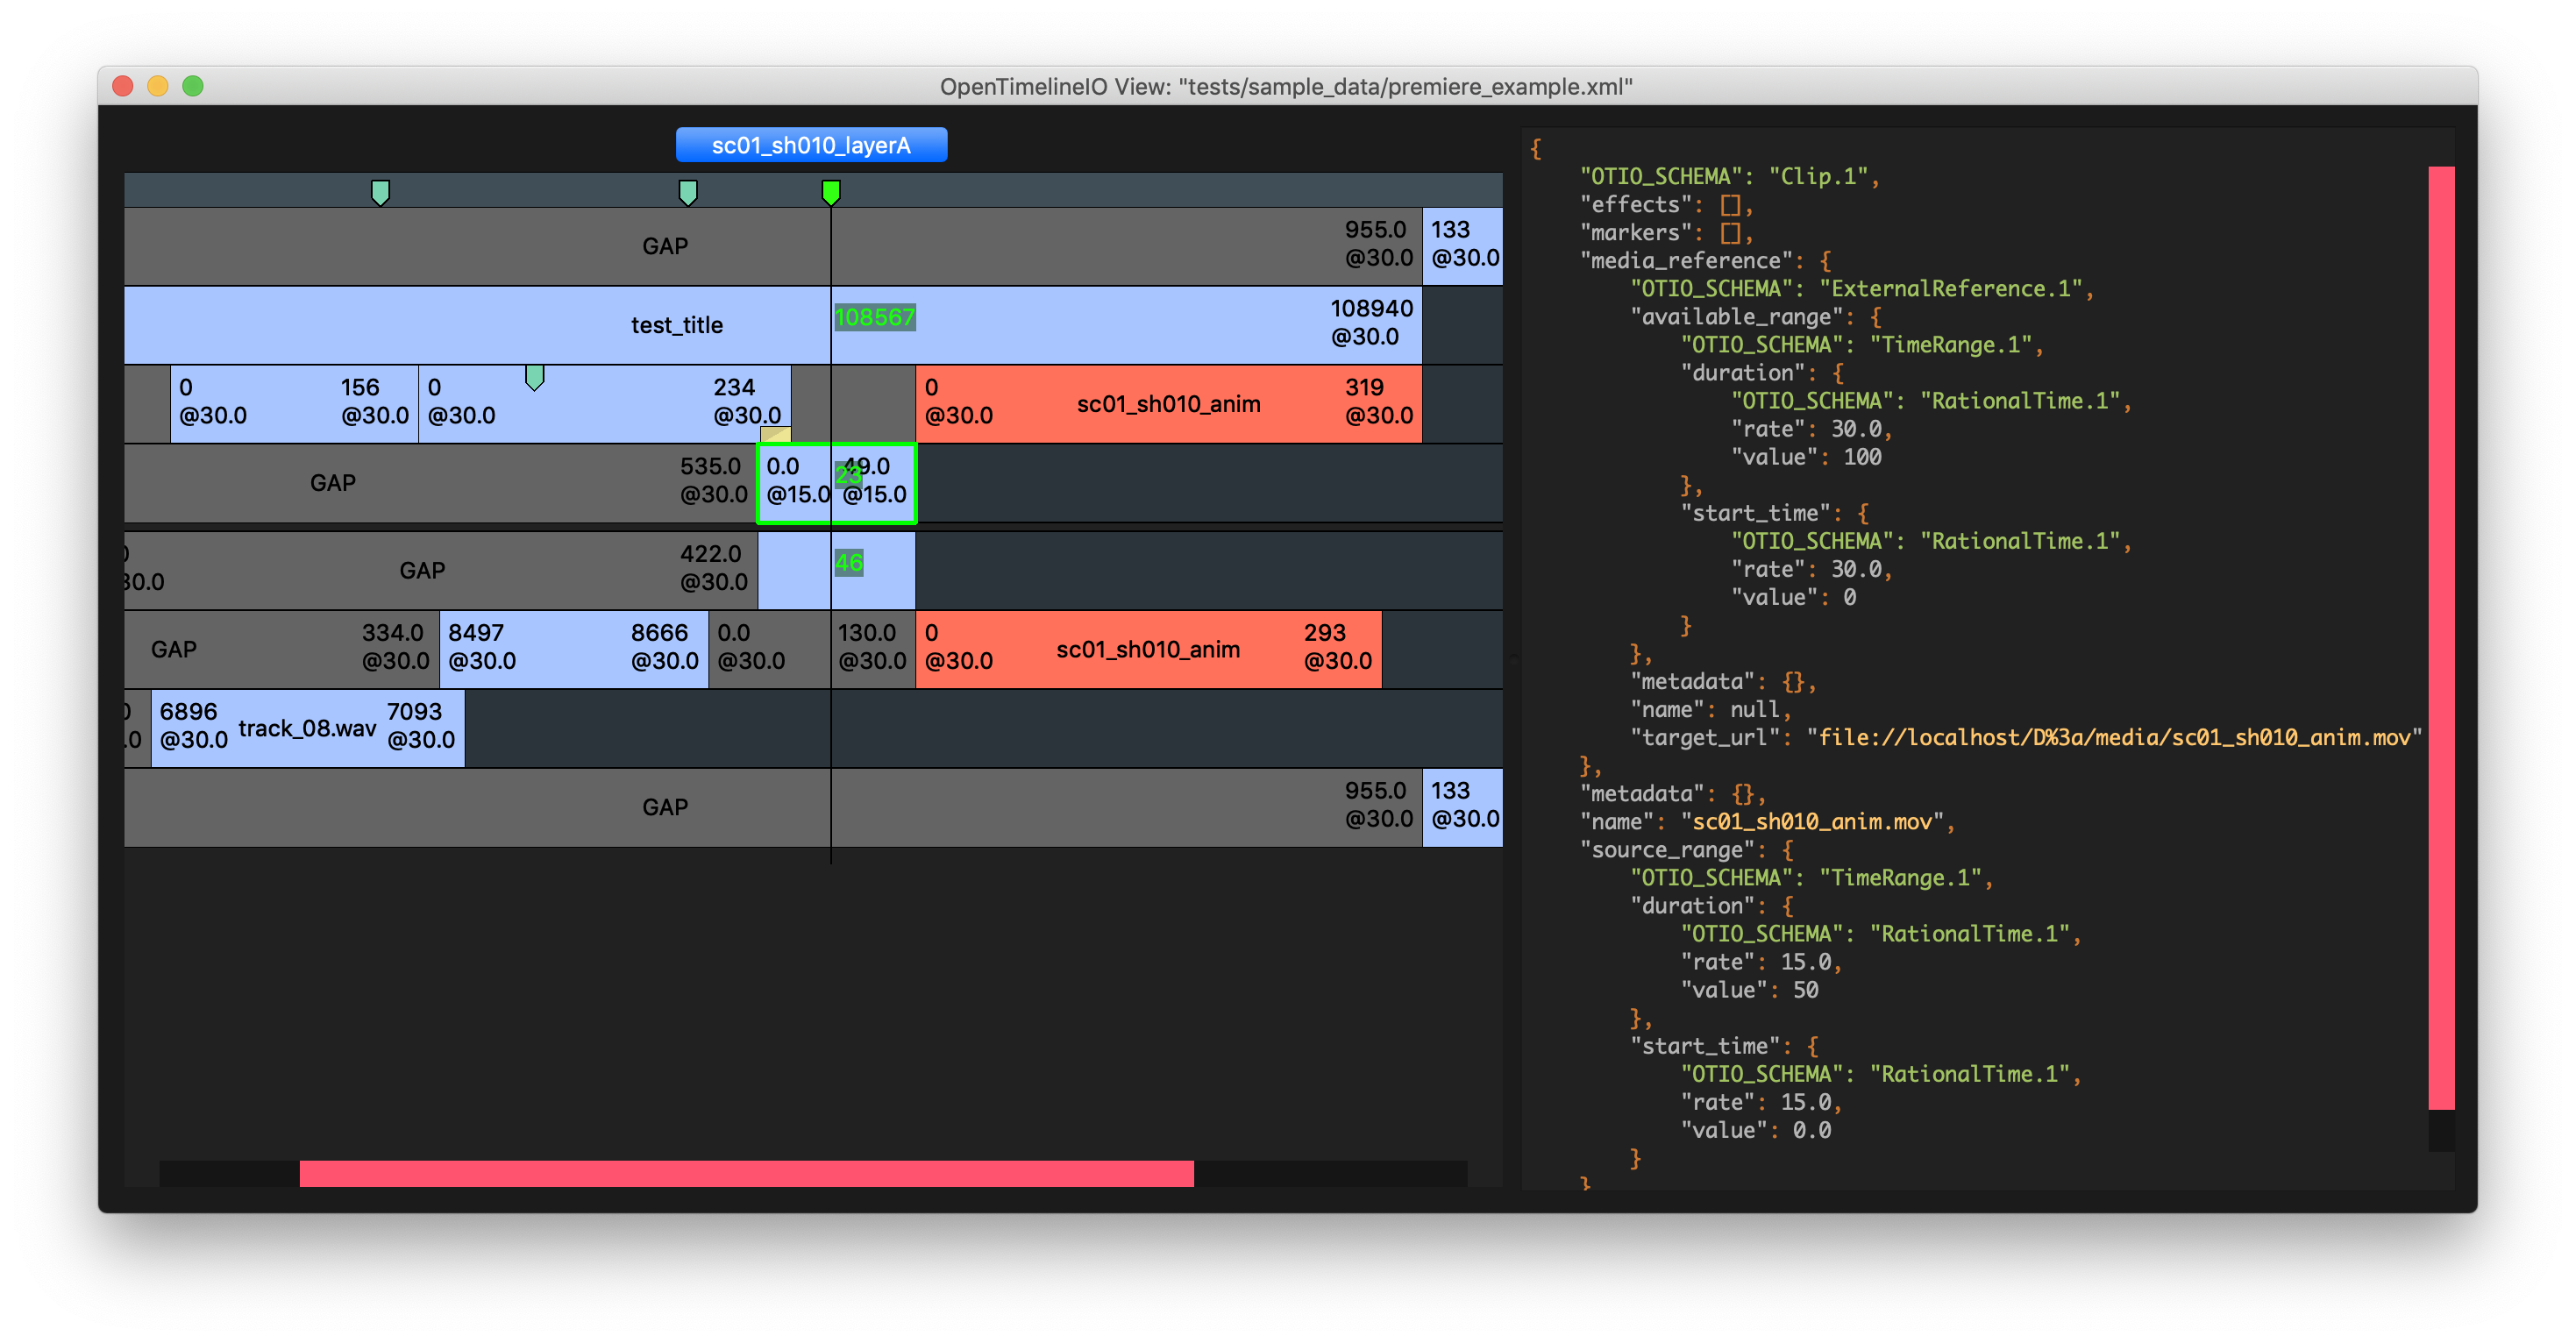 OpenTimelineIO View: "tests/sample_data/premiere_example.xml"
sc01_sh010_layerA
GAP
955.0
@30.0
133
@30.0
test_title
108567
108940
@30.0
0
@30.0
156
@30.0
0
@30.0
234
@30.0
0
@30.0
sc01_sh010_anim
319
@30.0
GAP
535.0
@30.0
0.0
@15.0
23
49.0
@15.0
30.0
GAP
422.0
@30.0
46
GAP
334.0
@30.0
8497
@30.0
8666
@30.0
0.0
@30.0
130.0
@30.0
0
@30.0
sc01_sh010_anim
293
@30.0
.0
6896
@30.0
track_08.wav
7093
@30.0
GAP
955.0
@30.0
133
@30.0
{
"OTIO_SCHEMA": "Clip.1",
"effects": [],
"markers": [],
"media_reference": {
"OTIO_SCHEMA": "ExternalReference.1",
"available_range": {
"OTIO_SCHEMA": "TimeRange.1",
"duration": {
"OTIO_SCHEMA": "RationalTime.1",
"rate": 30.0,
"value": 100
},
"start_time": {
"OTIO_SCHEMA": "RationalTime.1",
"rate": 30.0,
"value": 0
}
},
"metadata": {},
"name": null,
"target_url": "file://localhost/D%3a/media/sc01_sh010_anim.mov"
},
"metadata": {},
"name": "sc01_sh010_anim.mov",
"source_range": {
"OTIO_SCHEMA": "TimeRange.1",
"duration": {
"OTIO_SCHEMA": "RationalTime.1",
"rate": 15.0,
"value": 50
},
"start_time": {
"OTIO_SCHEMA": "RationalTime.1",
"rate": 15.0,
"value": 0.0
}
}